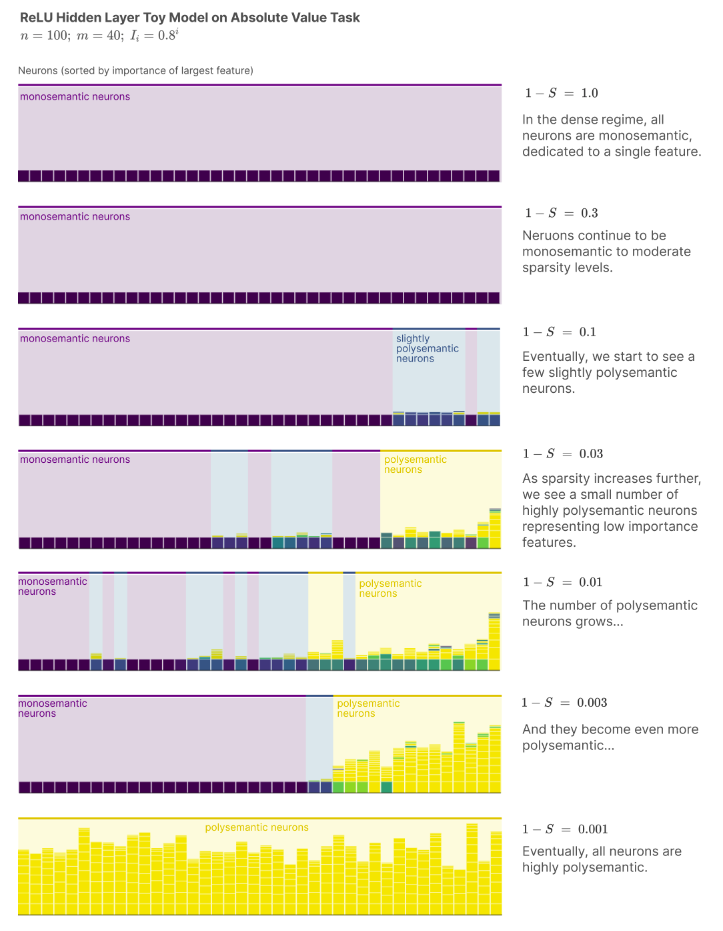 ReLU Hidden Layer Toy Model on Absolute Value Task
n = 100; m = 40; Iᵢ = 0.8ⁱ
Neurons (sorted by importance of largest feature)
monosemantic neurons
1 − S = 1.0
In the dense regime, all
neurons are monosemantic,
dedicated to a single feature.
monosemantic neurons
1 − S = 0.3
Neruons continue to be
monosemantic to moderate
sparsity levels.
monosemantic neurons
slightly
polysemantic
neurons
1 − S = 0.1
Eventually, we start to see a
few slightly polysemantic
neurons.
monosemantic neurons
polysemantic
neurons
1 − S = 0.03
As sparsity increases further,
we see a small number of
highly polysemantic neurons
representing low importance
features.
monosemantic
neurons
polysemantic
neurons
1 − S = 0.01
The number of polysemantic
neurons grows...
monosemantic
neurons
polysemantic
neurons
1 − S = 0.003
And they become even more
polysemantic...
polysemantic neurons
1 − S = 0.001
Eventually, all neurons are
highly polysemantic.